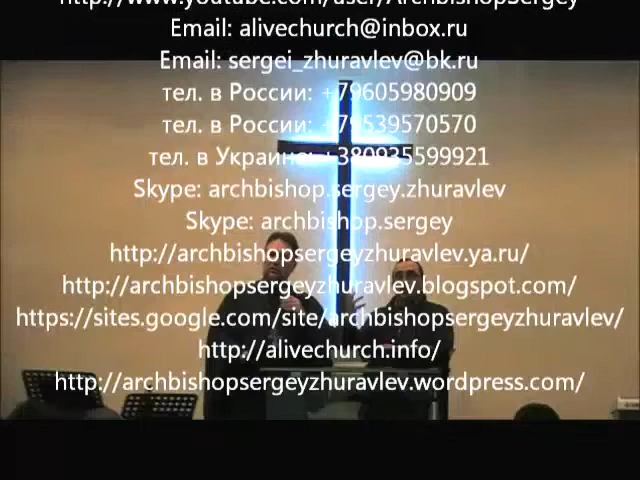 http://www.youtube.com/user/ArchbishopSergey
Email: alivechurch@inbox.ru
Email: sergei_zhuravlev@bk.ru
тел. в России: +79605980909
тел. в России: +79539570570
тел. в Украине: +380935599921
Skype: archbishop.sergey.zhuravlev
Skype: archbishop.sergey
http://archbishopsergeyzhuravlev.ya.ru/
http://archbishopsergeyzhuravlev.blogspot.com/
https://sites.google.com/site/archbishopsergeyzhuravlev/
http://alivechurch.info/
http://archbishopsergeyzhuravlev.wordpress.com/